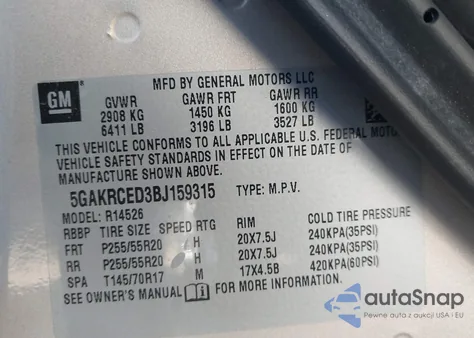 MFD BY GENERAL MOTORS LLC
GM
GVWR GAWR FRT GAWR RR
2908 KG 1450 KG 1600 KG
6411 LB 3196 LB 3527 LB
THIS VEHICLE CONFORMS TO ALL APPLICABLE U.S. FEDERAL MOTOR
VEHICLE SAFETY STANDARDS IN EFFECT ON THE DATE OF
MANUFACTURE SHOWN ABOVE.
5GAKRCED3BJ159315 TYPE: M.P.V.
MODEL: R14526
RBBP TIRE SIZE SPEED RTG RIM COLD TIRE PRESSURE
FRT P255/55R20 H 20X7.5J 240KPA(35PSI)
RR P255/55R20 H 20X7.5J 240KPA(35PSI)
SPA T145/70R17 M 17X4.5B 420KPA(60PSI)
SEE OWNER'S MANUAL FOR MORE INFORMATION.
autoSnap
Pewne auta z USA i EU